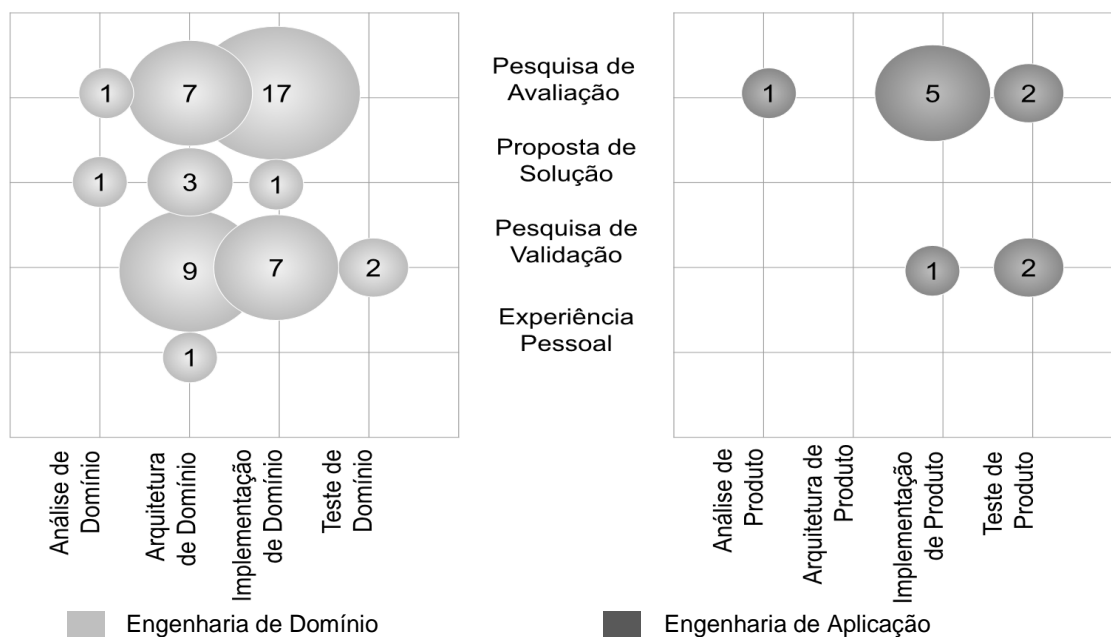 Pesquisa de
Avaliação
1
7
17
1
5
2
Proposta de
Solução
1
3
1
Pesquisa de
Validação
9
7
2
1
2
Experiência
Pessoal
1
Análise de
Domínio
Arquitetura
de Domínio
Implementação
de Domínio
Teste de
Domínio
Análise de
Produto
Arquitetura de
Produto
Implementação
de Produto
Teste de
Produto
Engenharia de Domínio
Engenharia de Aplicação